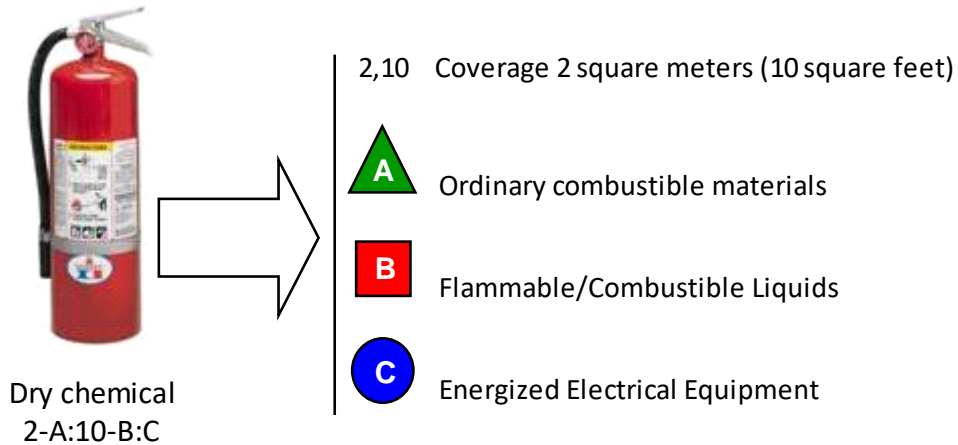 2,10 Coverage 2 square meters (10 square feet)
A Ordinary combustible materials
B Flammable/Combustible Liquids
C Energized Electrical Equipment
Dry chemical
2-A:10-B:C